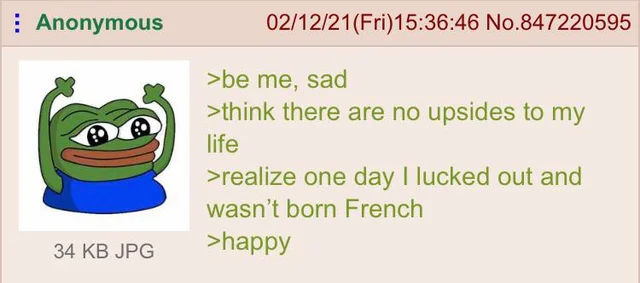 Anonymous 02/12/21(Fri)15:36:46 No.847220595
>be me, sad
>think there are no upsides to my
life
>realize one day I lucked out and
wasn’t born French
>happy
34 KB JPG